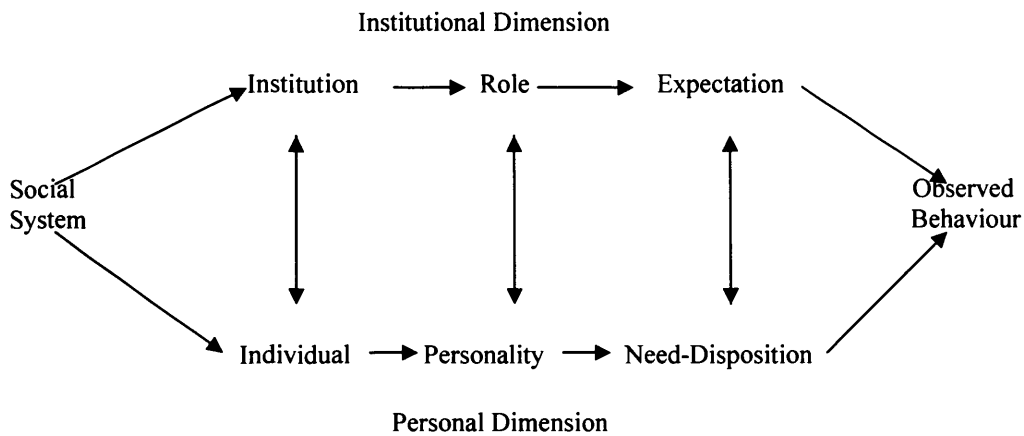 Institutional Dimension
Institution Role Expectation
Social
System
Observed
Behaviour
Individual Personality Need-Disposition
Personal Dimension